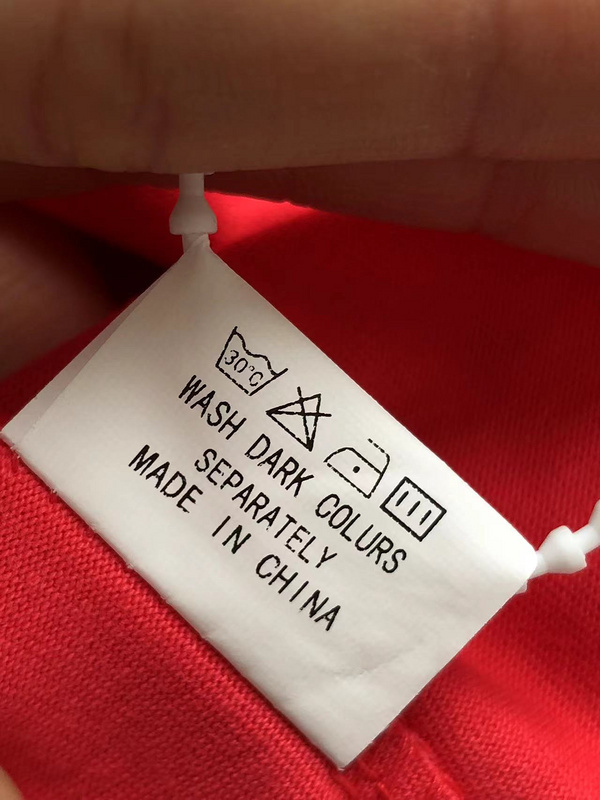 30°C
WASH DARK COLURS
SEPARATELY
MADE IN CHINA